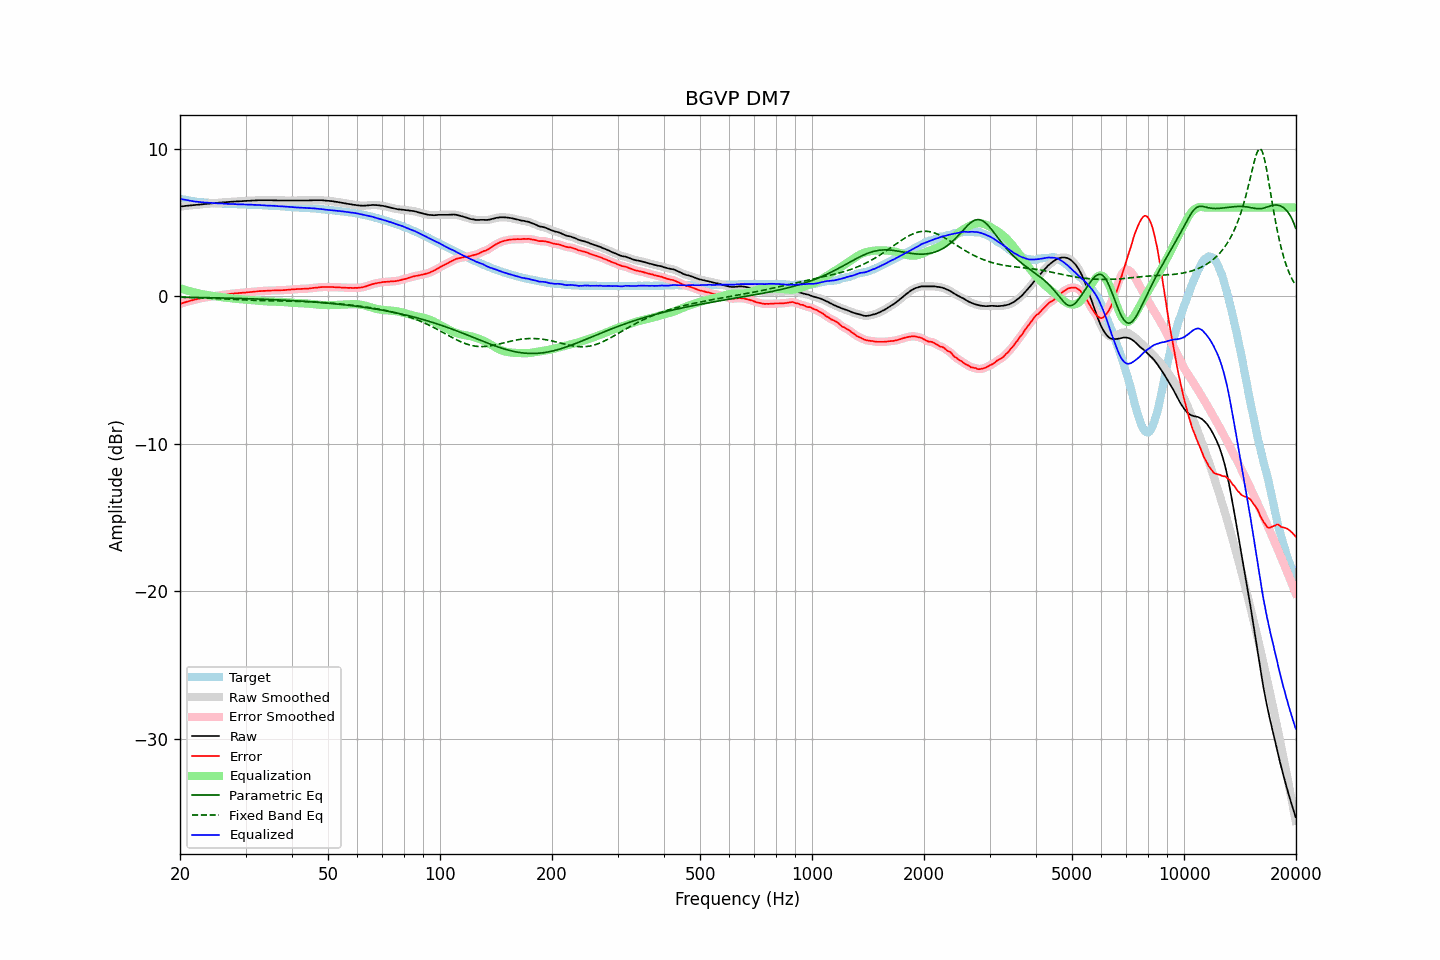 BGVP DM7
Amplitude (dBr)
10
0
−10
−20
−30
Target
Raw Smoothed
Error Smoothed
Raw
Error
Equalization
Parametric Eq
Fixed Band Eq
Equalized
20 50 100 200 500 1000 2000 5000 10000 20000
Frequency (Hz)